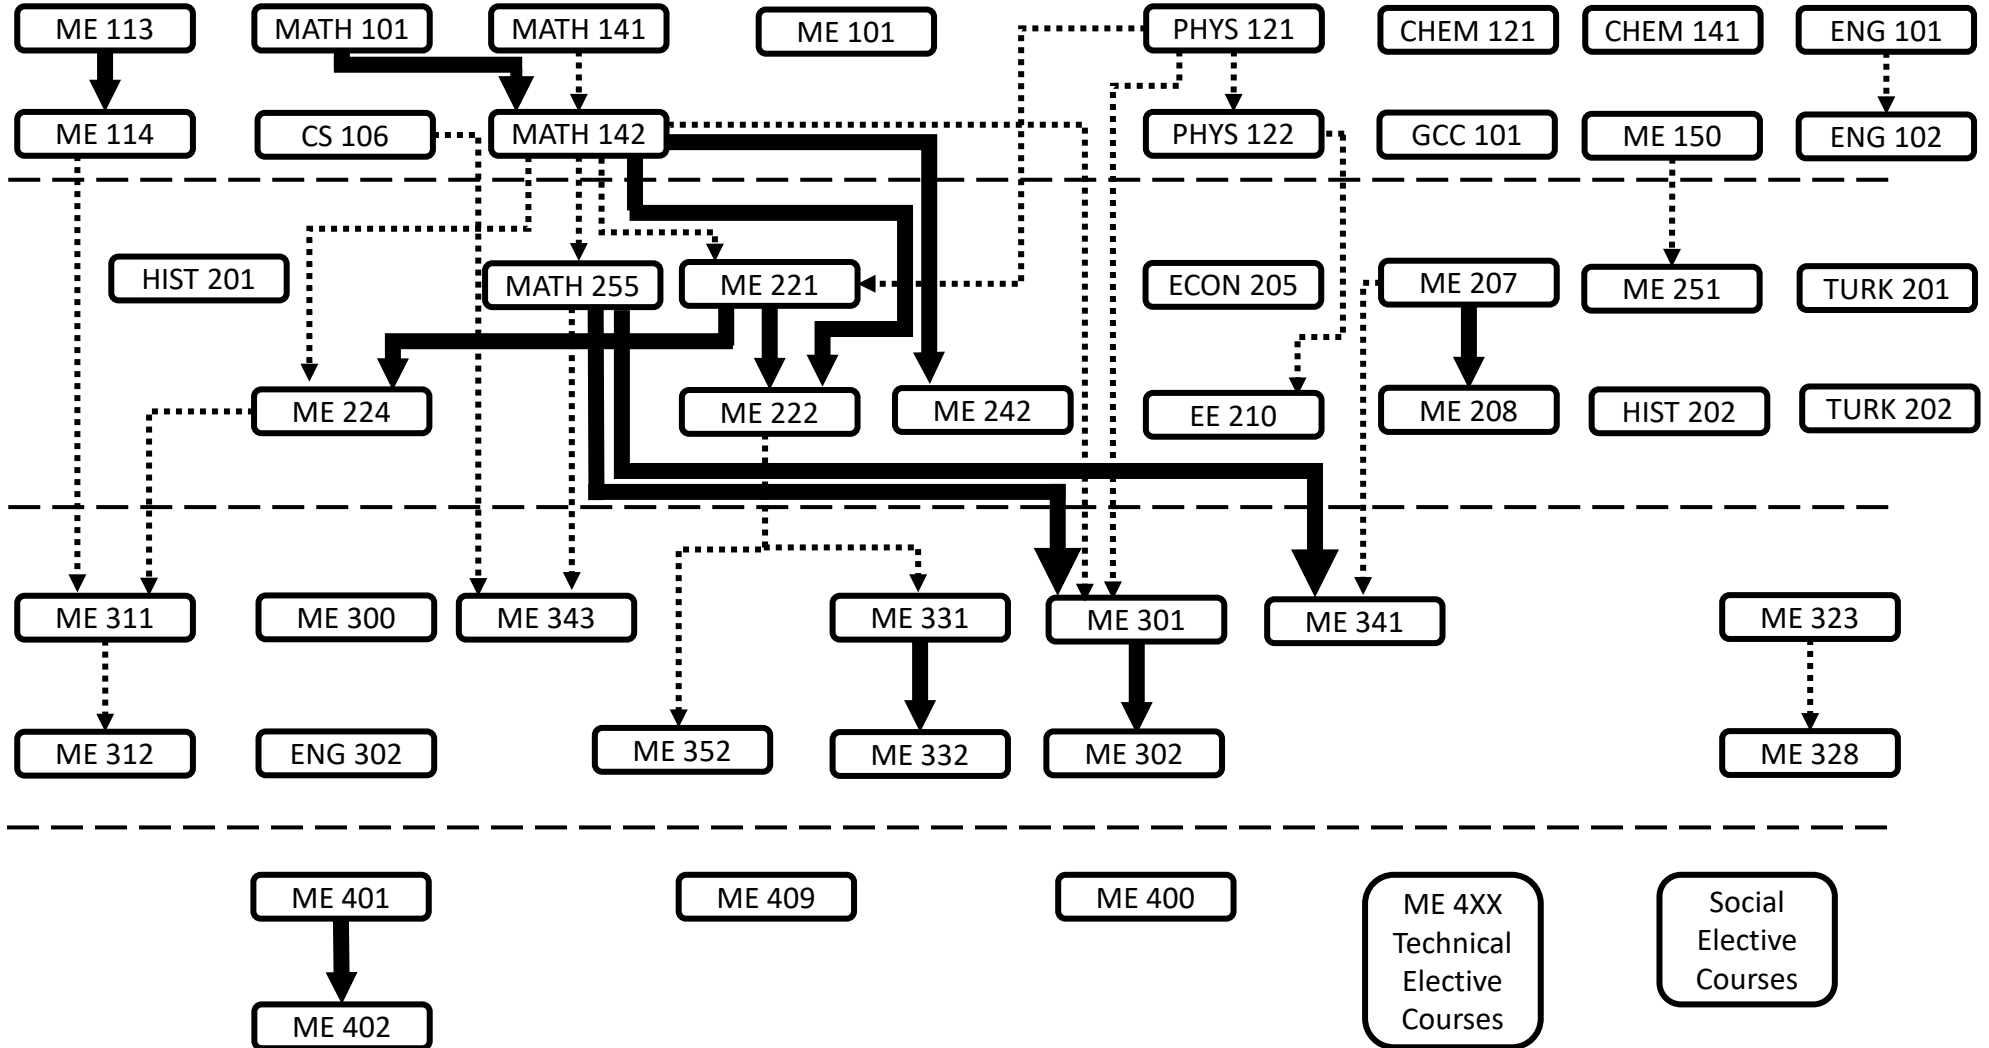 ME 113
MATH 101
MATH 141
ME 101
PHYS 121
CHEM 121
CHEM 141
ENG 101
ME 114
CS 106
MATH 142
PHYS 122
GCC 101
ME 150
ENG 102
HIST 201
MATH 255
ME 221
ECON 205
ME 207
ME 251
TURK 201
ME 224
ME 222
ME 242
EE 210
ME 208
HIST 202
TURK 202
ME 311
ME 300
ME 343
ME 331
ME 301
ME 341
ME 323
ME 312
ENG 302
ME 352
ME 332
ME 302
ME 328
ME 401
ME 409
ME 400
ME 4XX
Technical
Elective
Courses
Social
Elective
Courses
ME 402